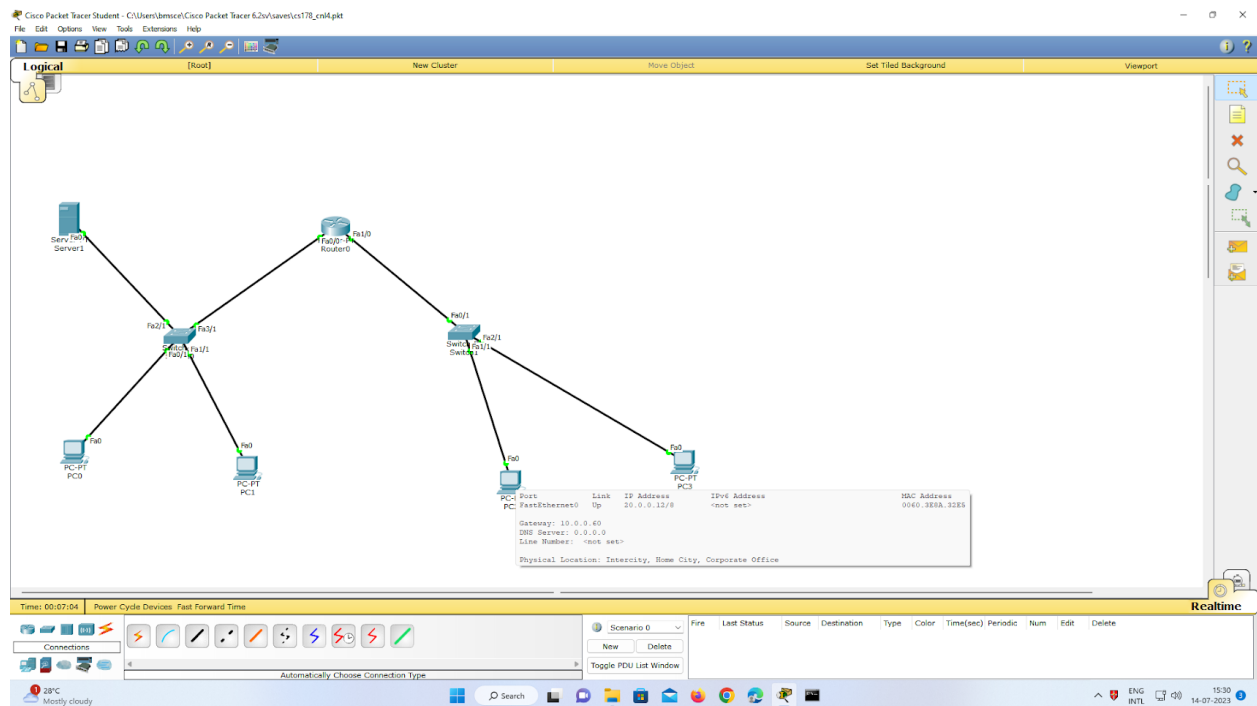 Cisco Packet Tracer Student - C:\Users\bmsce\Cisco Packet Tracer 6.2sv\saves\cs178_cnl4.pkt
File Edit Options View Tools Extensions Help
Logical [Root] New Cluster Move Object Set Tiled Background Viewport
Fa1/0
Fa0/0
Router0
Serv Fa0
Server1
Fa0/1
Fa2/1 Fa3/1
Fa2/1
Switc Fa1/1
Switch1
Switch Fa1/1
Fa0/1
Fa0
PC-PT
PC0
Fa0
PC-PT
PC1
Fa0
PC-
PC
Fa0
PC-PT
PC3
Port Link IP Address IPv6 Address MAC Address
FastEthernet0 Up 20.0.0.12/8 <not set> 0060.3E8A.32E5
Gateway: 10.0.0.60
DNS Server: 0.0.0.0
Line Number: <not set>
Physical Location: Intercity, Home City, Corporate Office
Time: 00:07:04 Power Cycle Devices Fast Forward Time Realtime
Connections
Automatically Choose Connection Type
Scenario 0
New Delete
Toggle PDU List Window
Fire Last Status Source Destination Type Color Time(sec) Periodic Num Edit Delete
1
28°C
Mostly cloudy
Search
ENG
INTL
15:30
14-07-2023
3